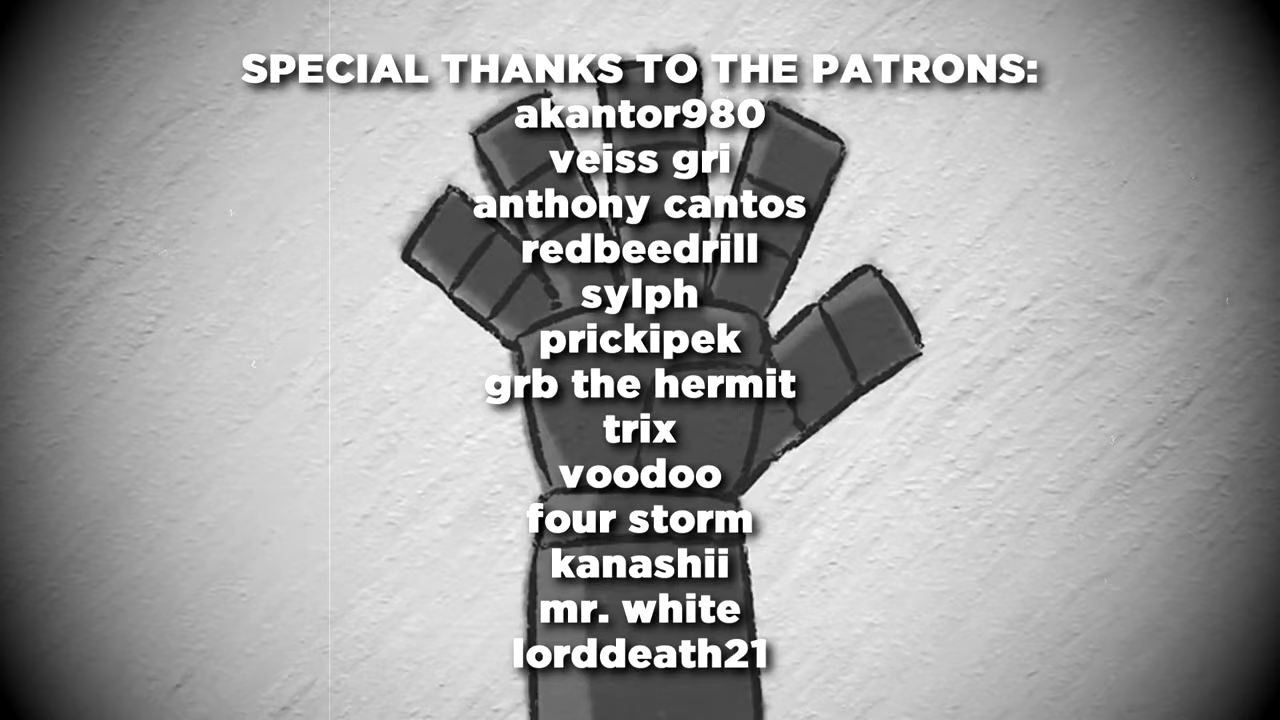 SPECIAL THANKS TO THE PATRONS:
akantor980
veiss gri
anthony cantos
redbeedrill
sylph
prickipek
grb the hermit
trix
voodoo
four storm
kanashii
mr. white
lorddeath21